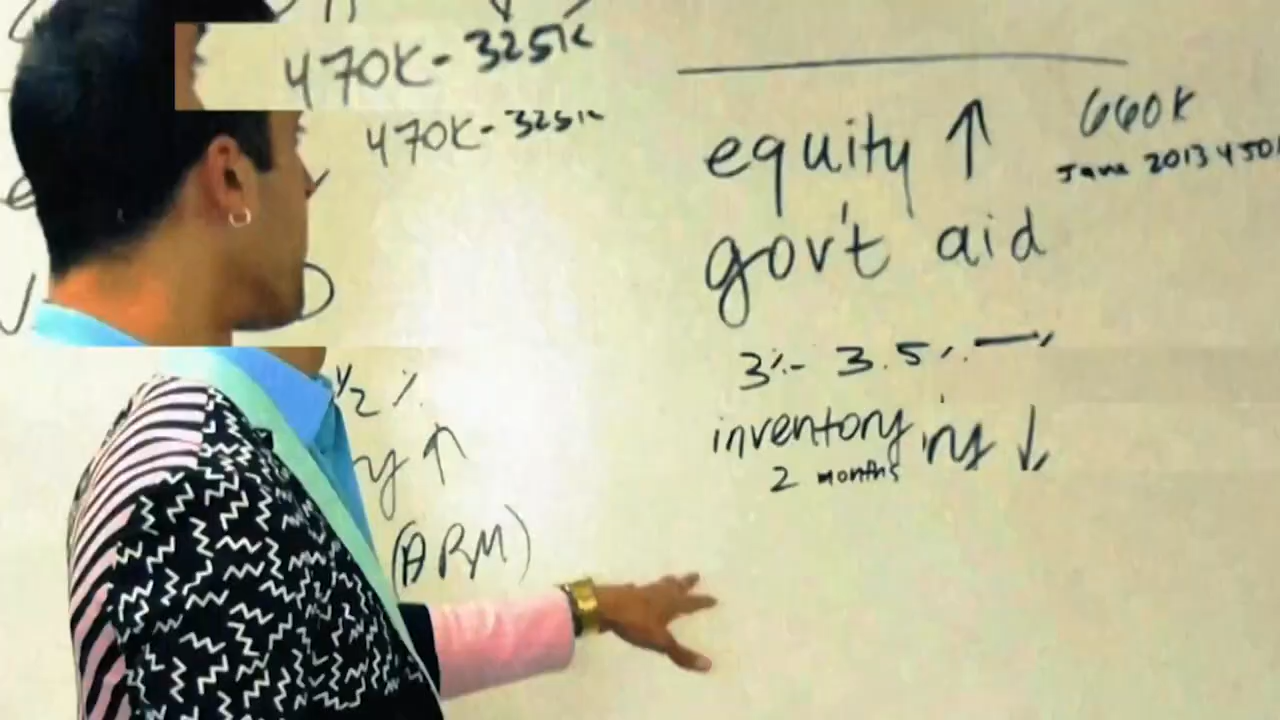 470K - 325K
470K - 325K
1/2 %
y ↑
(ARM)
equity ↑
660K
June 2013 450
gov't aid
3% - 3.5%
inventory ↓
2 months